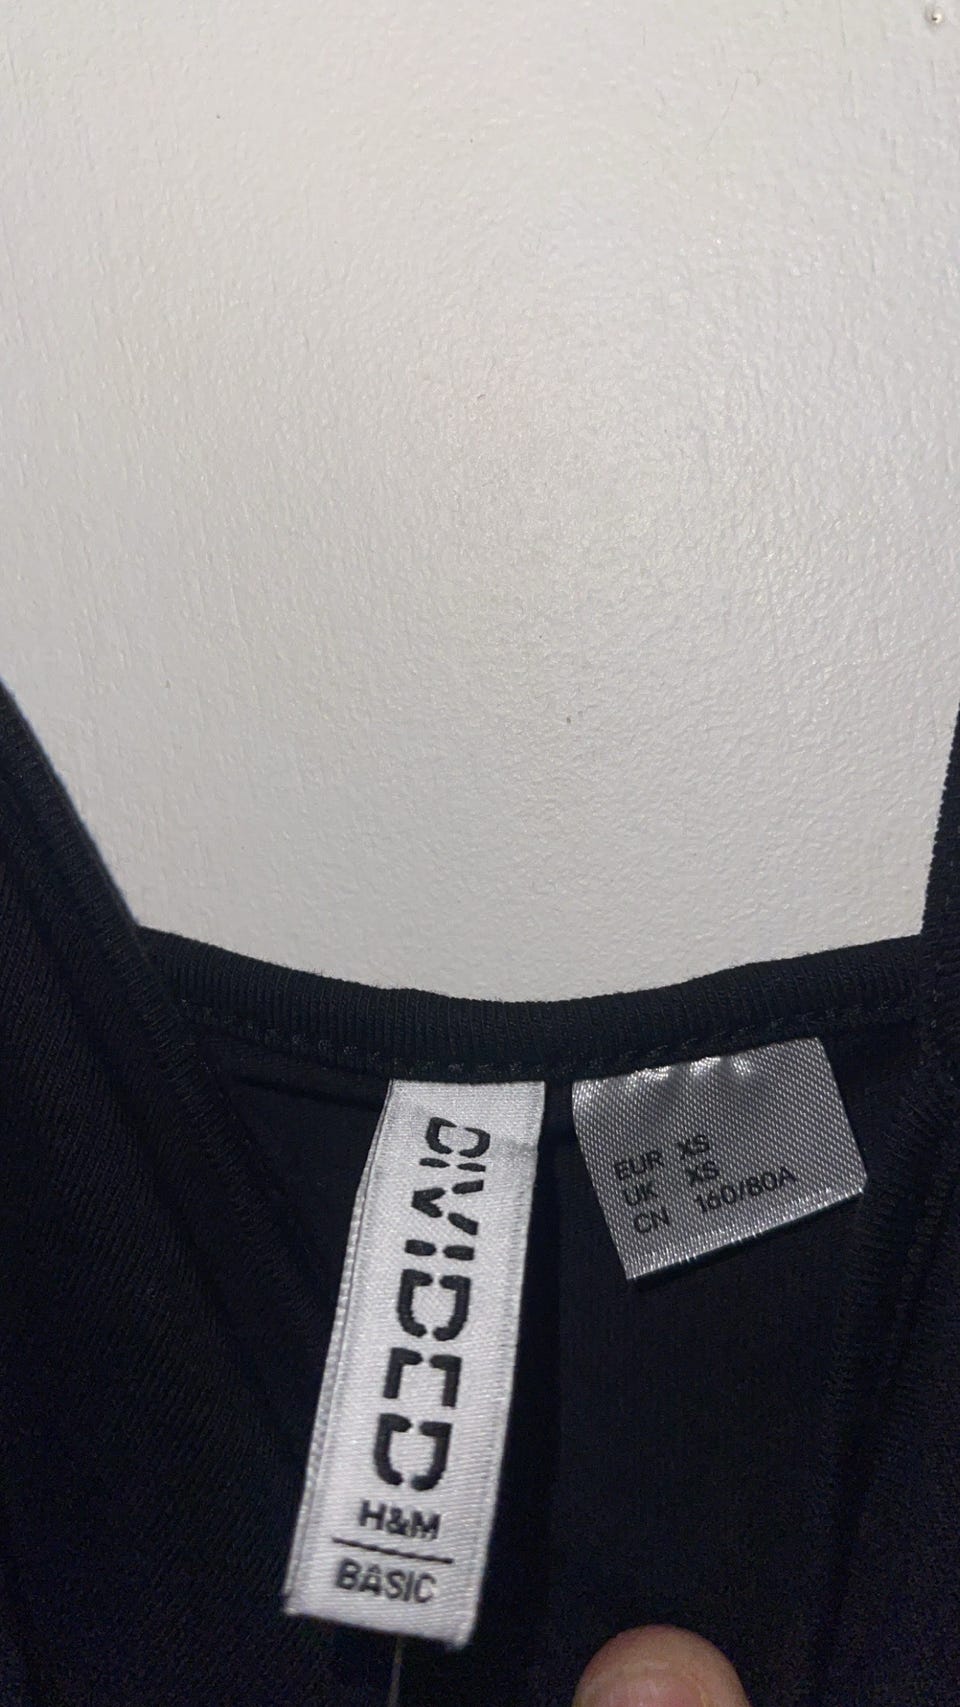 DIVIDED
H&M
BASIC
EUR XS
UK XS
CN 160/80A